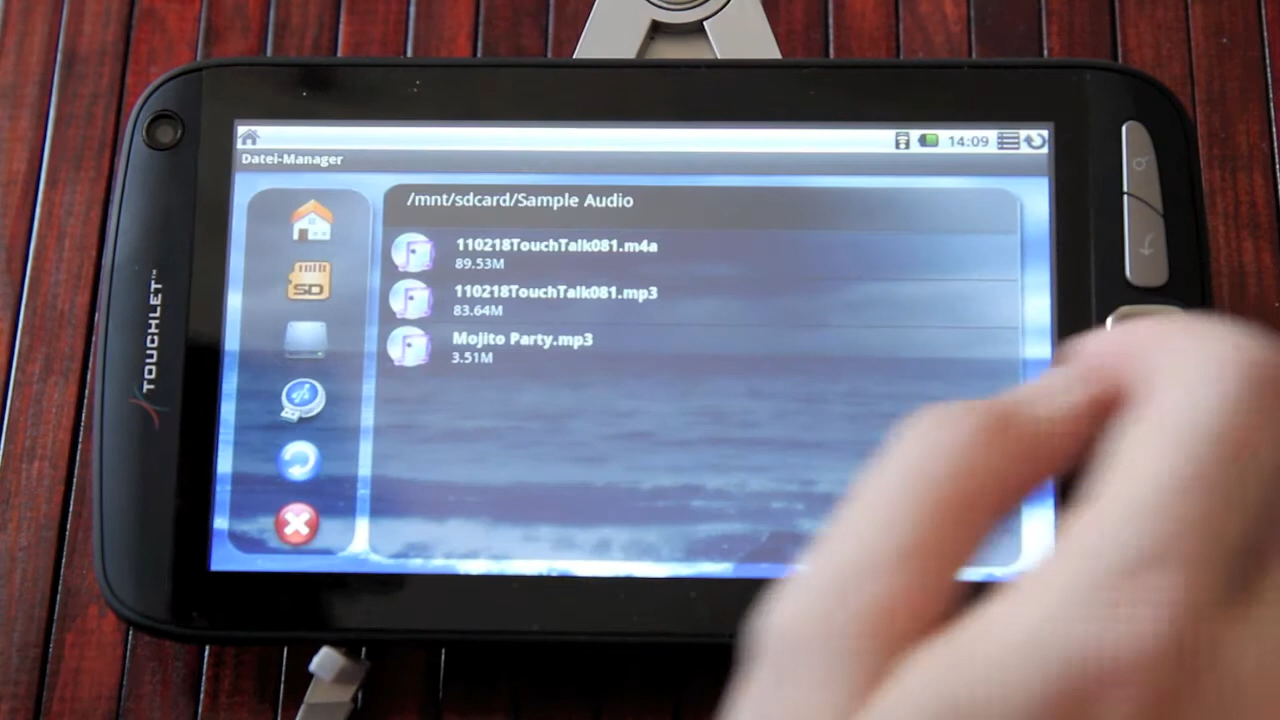 14:09
Datei-Manager
/mnt/sdcard/Sample Audio
110218TouchTalk081.m4a
89.53M
110218TouchTalk081.mp3
83.64M
Mojito Party.mp3
3.51M
SD
TOUCHLET™